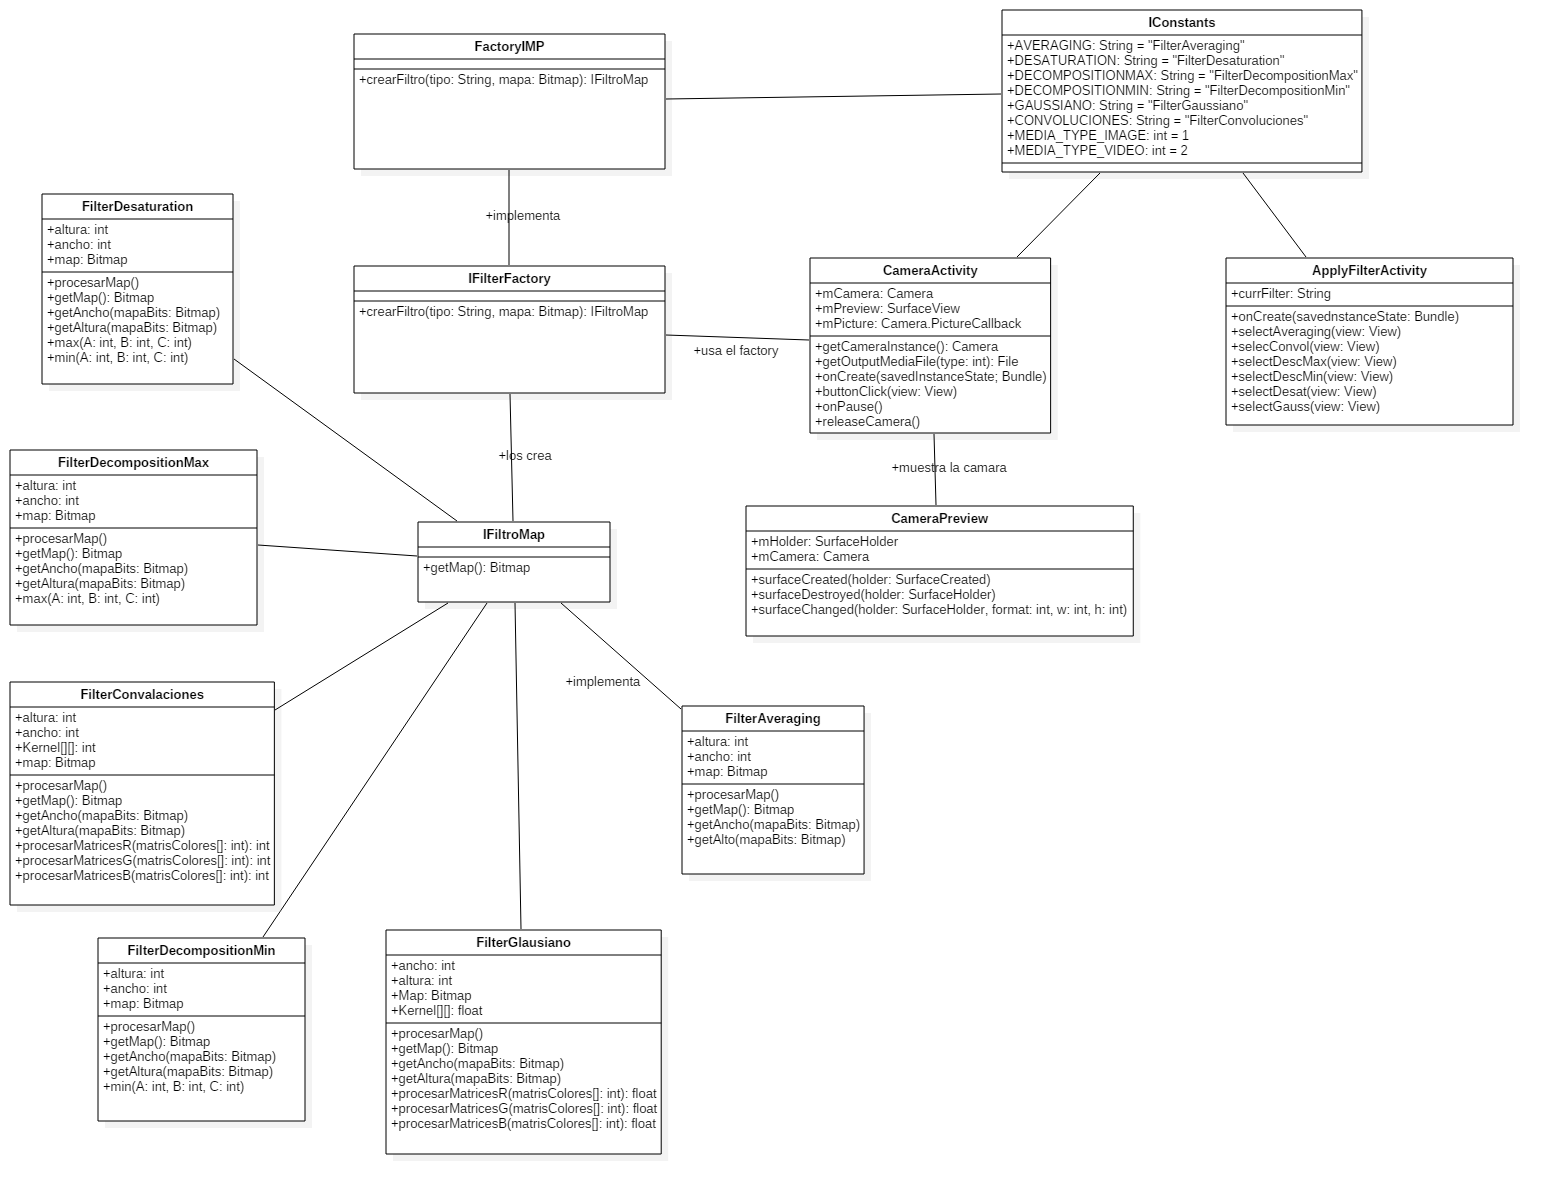 FactoryIMP
+crearFiltro(tipo: String, mapa: Bitmap): IFiltroMap
IConstants
+AVERAGING: String = "FilterAveraging"
+DESATURATION: String = "FilterDesaturation"
+DECOMPOSITIONMAX: String = "FilterDecompositionMax"
+DECOMPOSITIONMIN: String = "FilterDecompositionMin"
+GAUSSIANO: String = "FilterGaussiano"
+CONVOLUCIONES: String = "FilterConvoluciones"
+MEDIA_TYPE_IMAGE: int = 1
+MEDIA_TYPE_VIDEO: int = 2
+implementa
FilterDesaturation
+altura: int
+ancho: int
+map: Bitmap
+procesarMap()
+getMap(): Bitmap
+getAncho(mapaBits: Bitmap)
+getAltura(mapaBits: Bitmap)
+max(A: int, B: int, C: int)
+min(A: int, B: int, C: int)
IFilterFactory
+crearFiltro(tipo: String, mapa: Bitmap): IFiltroMap
+usa el factory
CameraActivity
+mCamera: Camera
+mPreview: SurfaceView
+mPicture: Camera.PictureCallback
+getCameraInstance(): Camera
+getOutputMediaFile(type: int): File
+onCreate(savedInstanceState; Bundle)
+buttonClick(view: View)
+onPause()
+releaseCamera()
ApplyFilterActivity
+currFilter: String
+onCreate(savednstanceState: Bundle)
+selectAveraging(view: View)
+selecConvol(view: View)
+selectDescMax(view: View)
+selectDescMin(view: View)
+selectDesat(view: View)
+selectGauss(view: View)
+los crea
+muestra la camara
FilterDecompositionMax
+altura: int
+ancho: int
+map: Bitmap
+procesarMap()
+getMap(): Bitmap
+getAncho(mapaBits: Bitmap)
+getAltura(mapaBits: Bitmap)
+max(A: int, B: int, C: int)
IFiltroMap
+getMap(): Bitmap
CameraPreview
+mHolder: SurfaceHolder
+mCamera: Camera
+surfaceCreated(holder: SurfaceCreated)
+surfaceDestroyed(holder: SurfaceHolder)
+surfaceChanged(holder: SurfaceHolder, format: int, w: int, h: int)
+implementa
FilterConvalaciones
+altura: int
+ancho: int
+Kernel[][]: int
+map: Bitmap
+procesarMap()
+getMap(): Bitmap
+getAncho(mapaBits: Bitmap)
+getAltura(mapaBits: Bitmap)
+procesarMatricesR(matrisColores[]: int): int
+procesarMatricesG(matrisColores[]: int): int
+procesarMatricesB(matrisColores[]: int): int
FilterAveraging
+altura: int
+ancho: int
+map: Bitmap
+procesarMap()
+getMap(): Bitmap
+getAncho(mapaBits: Bitmap)
+getAlto(mapaBits: Bitmap)
FilterDecompositionMin
+altura: int
+ancho: int
+map: Bitmap
+procesarMap()
+getMap(): Bitmap
+getAncho(mapaBits: Bitmap)
+getAltura(mapaBits: Bitmap)
+min(A: int, B: int, C: int)
FilterGlausiano
+ancho: int
+altura: int
+Map: Bitmap
+Kernel[][]: float
+procesarMap()
+getMap(): Bitmap
+getAncho(mapaBits: Bitmap)
+getAltura(mapaBits: Bitmap)
+procesarMatricesR(matrisColores[]: int): float
+procesarMatricesG(matrisColores[]: int): float
+procesarMatricesB(matrisColores[]: int): float